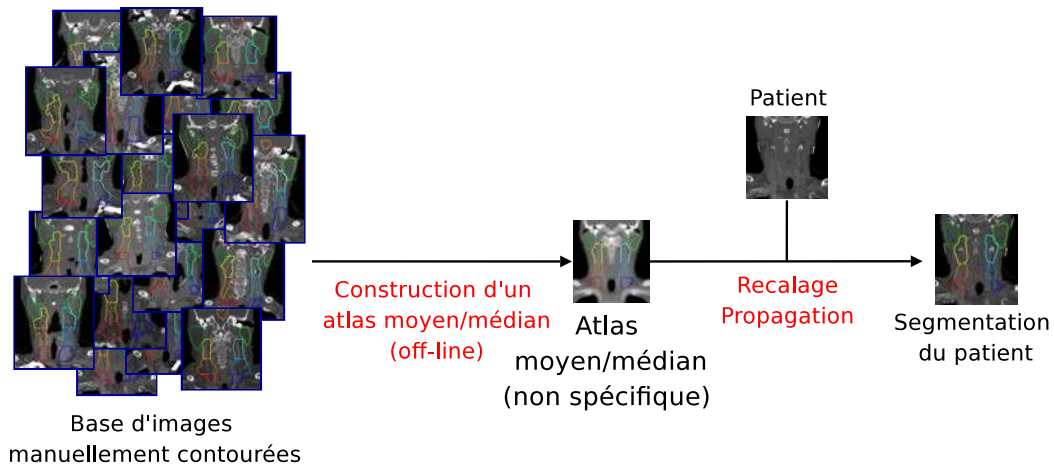 Base d'images
manuellement contourées
Construction d'un
atlas moyen/médian
(off-line)
Atlas
moyen/médian
(non spécifique)
Patient
Recalage
Propagation
Segmentation
du patient